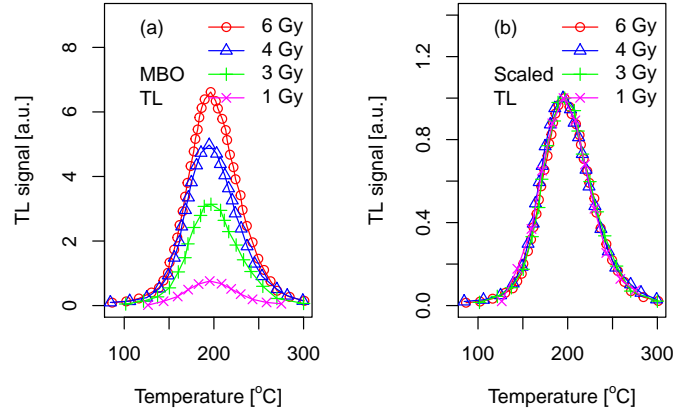 (a)
6 Gy
4 Gy
MBO
3 Gy
TL
1 Gy
TL signal [a.u.]
8
6
4
2
0
100
200
300
Temperature [°C]
(b)
6 Gy
4 Gy
Scaled
3 Gy
TL
1 Gy
TL signal [a.u.]
1.2
0.8
0.4
0.0
100
200
300
Temperature [°C]